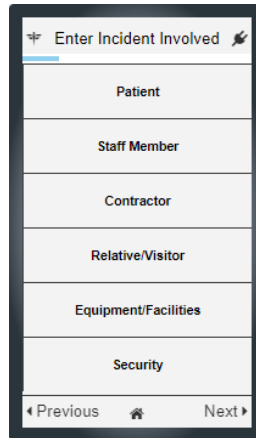 Enter Incident Involved
Patient
Staff Member
Contractor
Relative/Visitor
Equipment/Facilities
Security
Previous Next